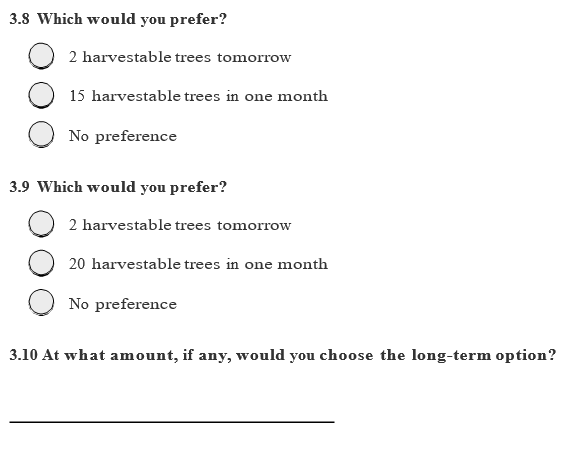 3.8 Which would you prefer?
2 harvestable trees tomorrow
15 harvestable trees in one month
No preference
3.9 Which would you prefer?
2 harvestable trees tomorrow
20 harvestable trees in one month
No preference
3.10 At what amount, if any, would you choose the long-term option?